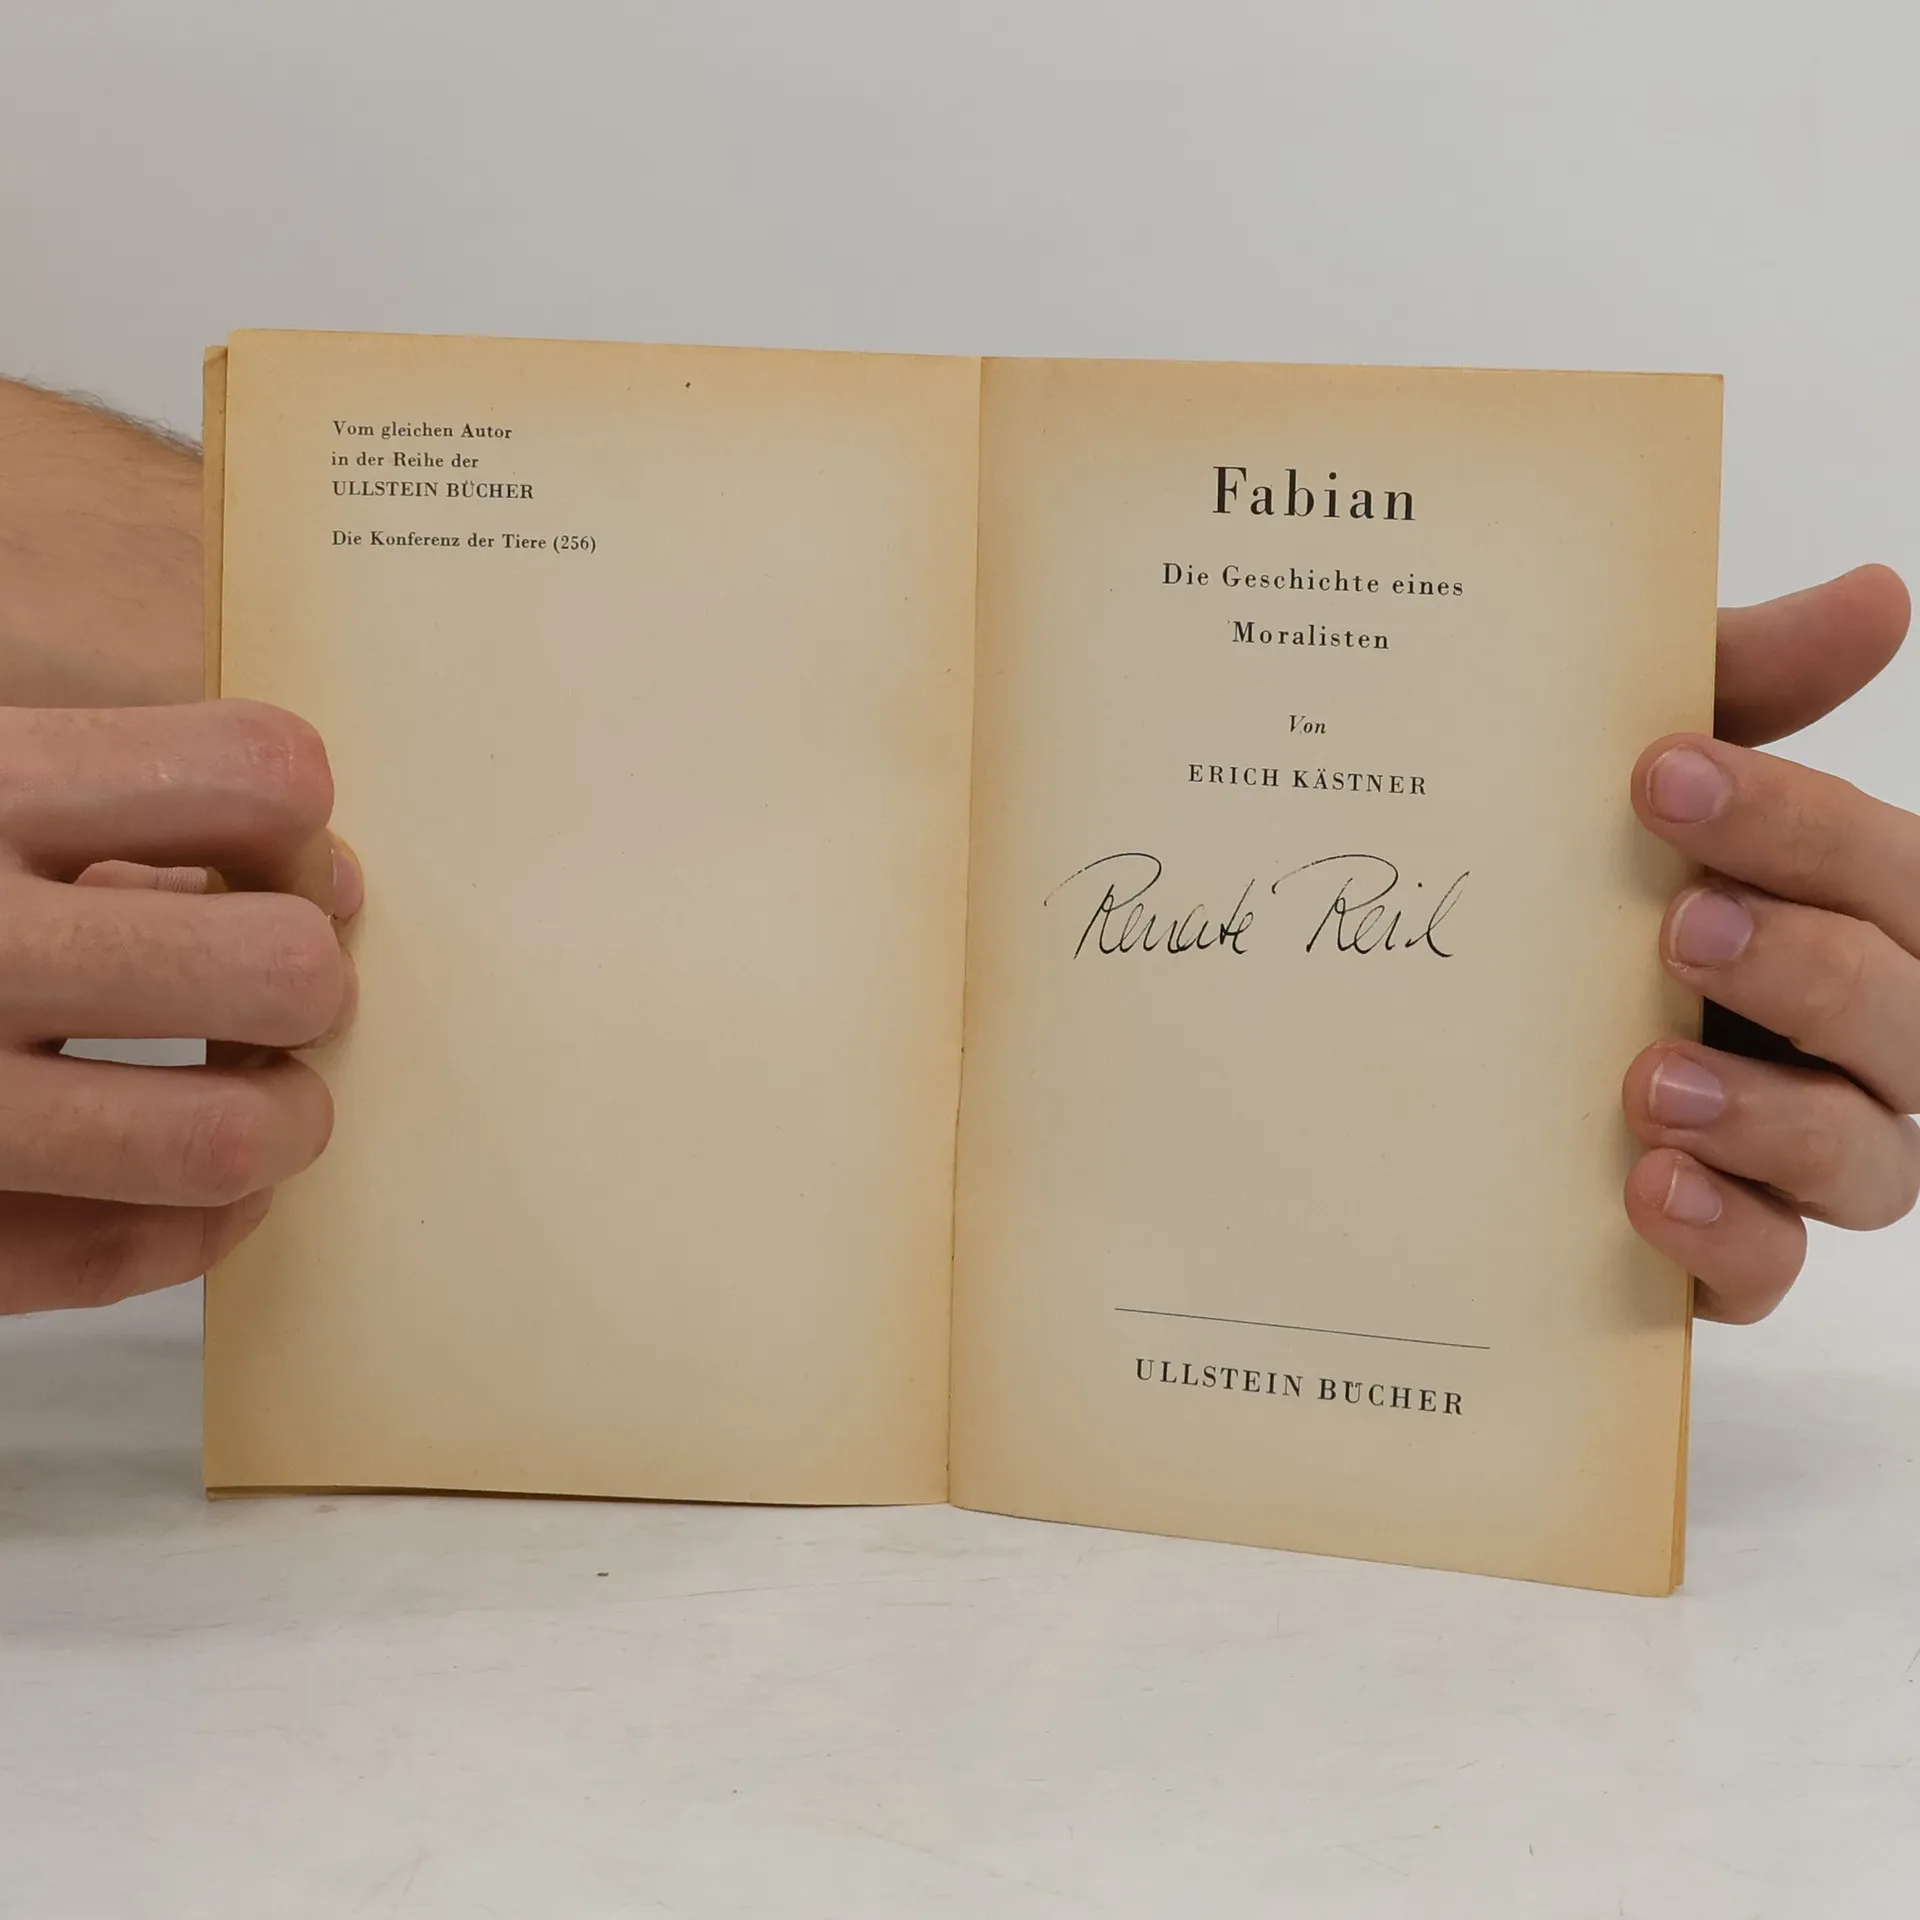 Vom gleichen Autor
in der Reihe der
ULLSTEIN BÜCHER
Die Konferenz der Tiere (256)
Fabian
Die Geschichte eines
Moralisten
Von
ERICH KÄSTNER
Renate Reil
ULLSTEIN BÜCHER